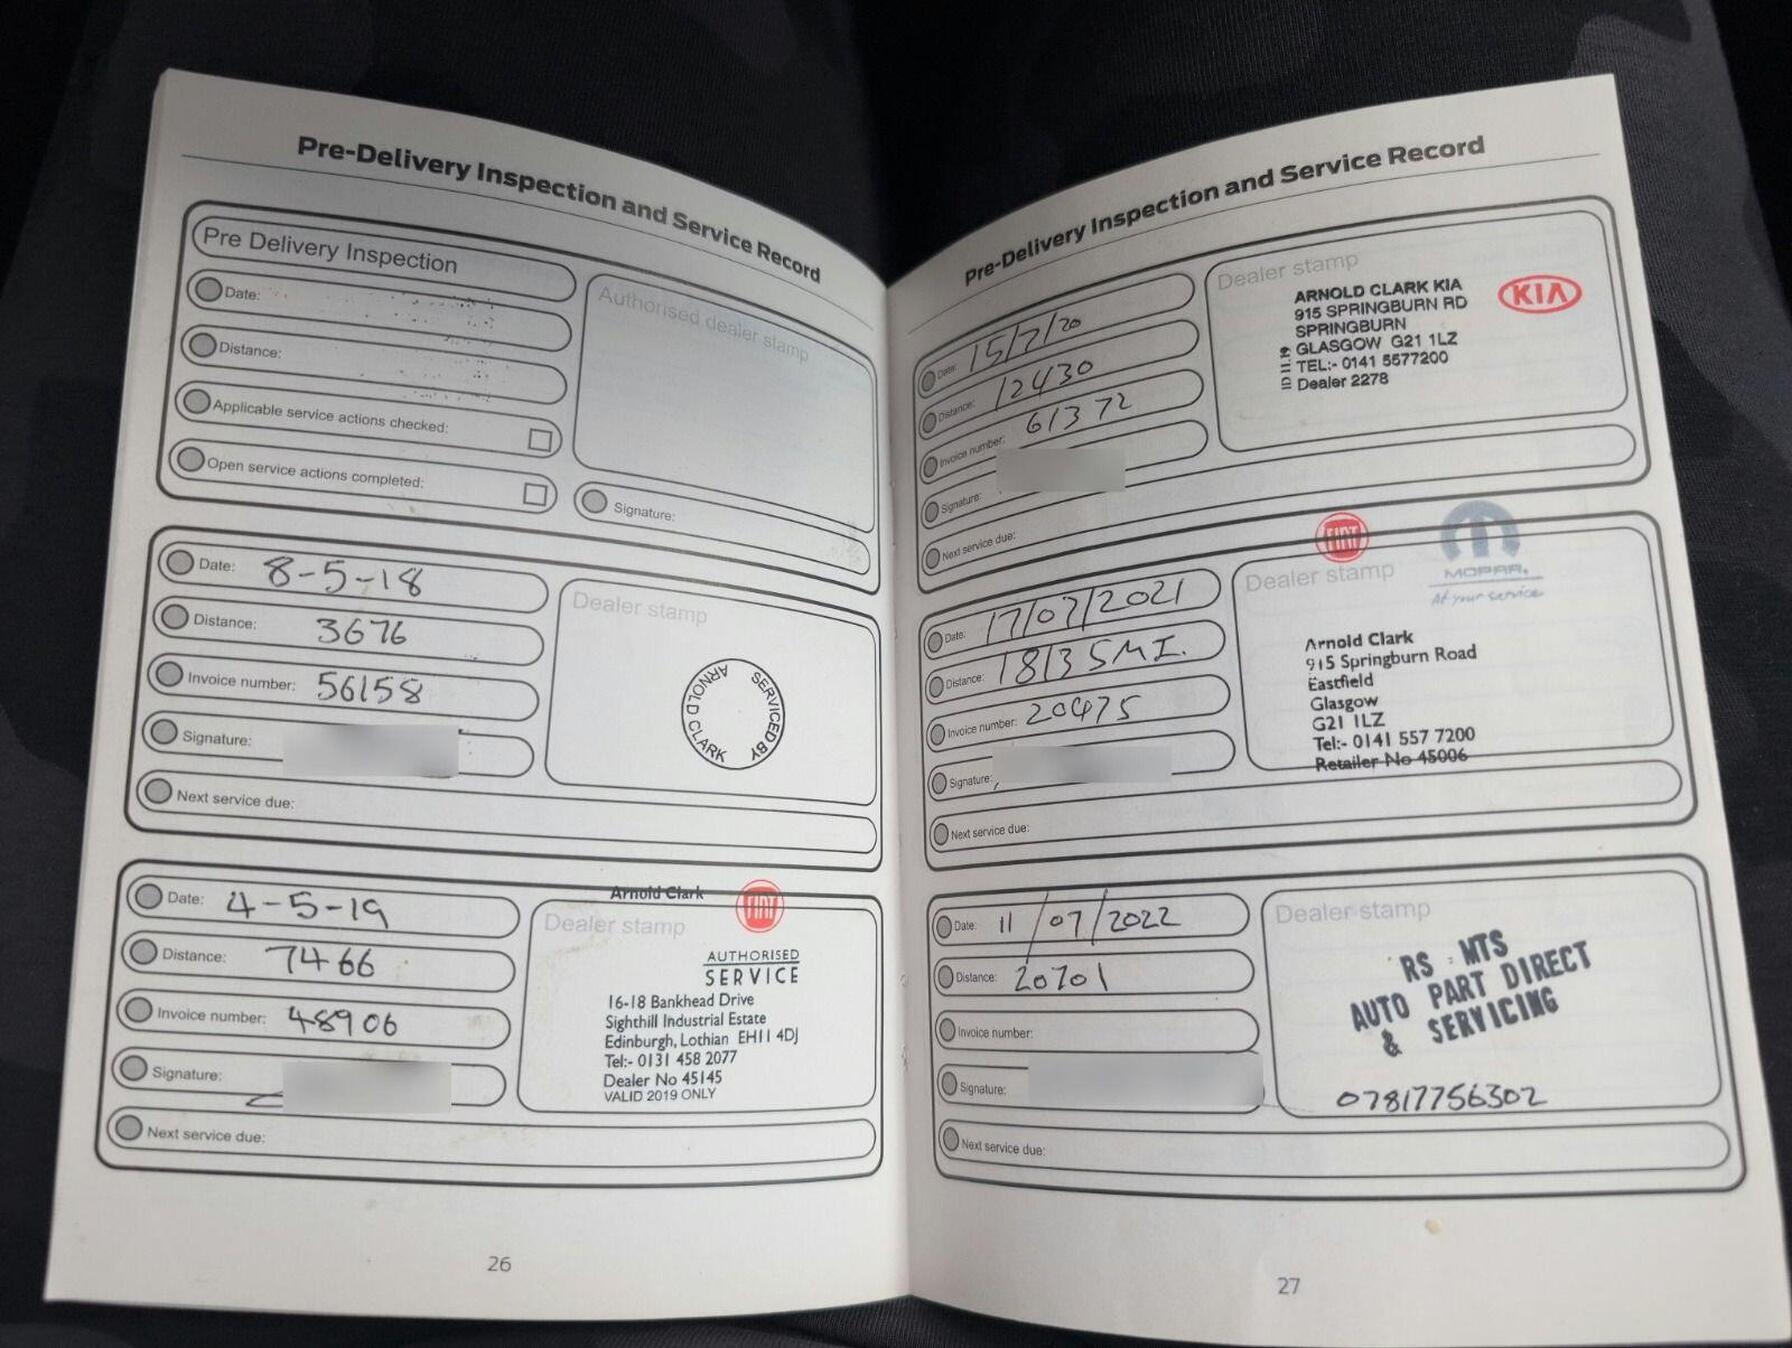 Pre-Delivery Inspection and Service Record
Pre Delivery Inspection
Date:
Distance:
Applicable service actions checked:
Open service actions completed:
Authorised dealer stamp
Signature:
Date: 8-5-18
Distance: 3676
Invoice number: 56158
Signature:
Next service due:
Dealer stamp
SERVICED BY
ARNOLD CLARK
Date: 4-5-19
Distance: 7466
Invoice number: 48906
Signature:
Next service due:
Arnold Clark
FIAT
Dealer stamp
AUTHORISED
SERVICE
16-18 Bankhead Drive
Sighthill Industrial Estate
Edinburgh, Lothian EH11 4DJ
Tel:- 0131 458 2077
Dealer No 45145
VALID 2019 ONLY
26
Pre-Delivery Inspection and Service Record
Date: 15/7/20
Distance: 12430
Invoice number: 61372
Signature:
Next service due:
Dealer stamp
ARNOLD CLARK KIA
KIA
915 SPRINGBURN RD
SPRINGBURN
GLASGOW G21 1LZ
TEL:- 0141 5577200
Dealer 2278
Date: 17/07/2021
Distance: 18135MI.
Invoice number: 20475
Signature:
Next service due:
FIAT
Dealer stamp
MOPAR
At your service
Arnold Clark
915 Springburn Road
Eastfield
Glasgow
G21 1LZ
Tel:- 0141 557 7200
Retailer No 45006
Date: 11/07/2022
Distance: 20701
Invoice number:
Signature:
Next service due:
Dealer stamp
RS MTS
AUTO PART DIRECT
& SERVICING
07817756302
27